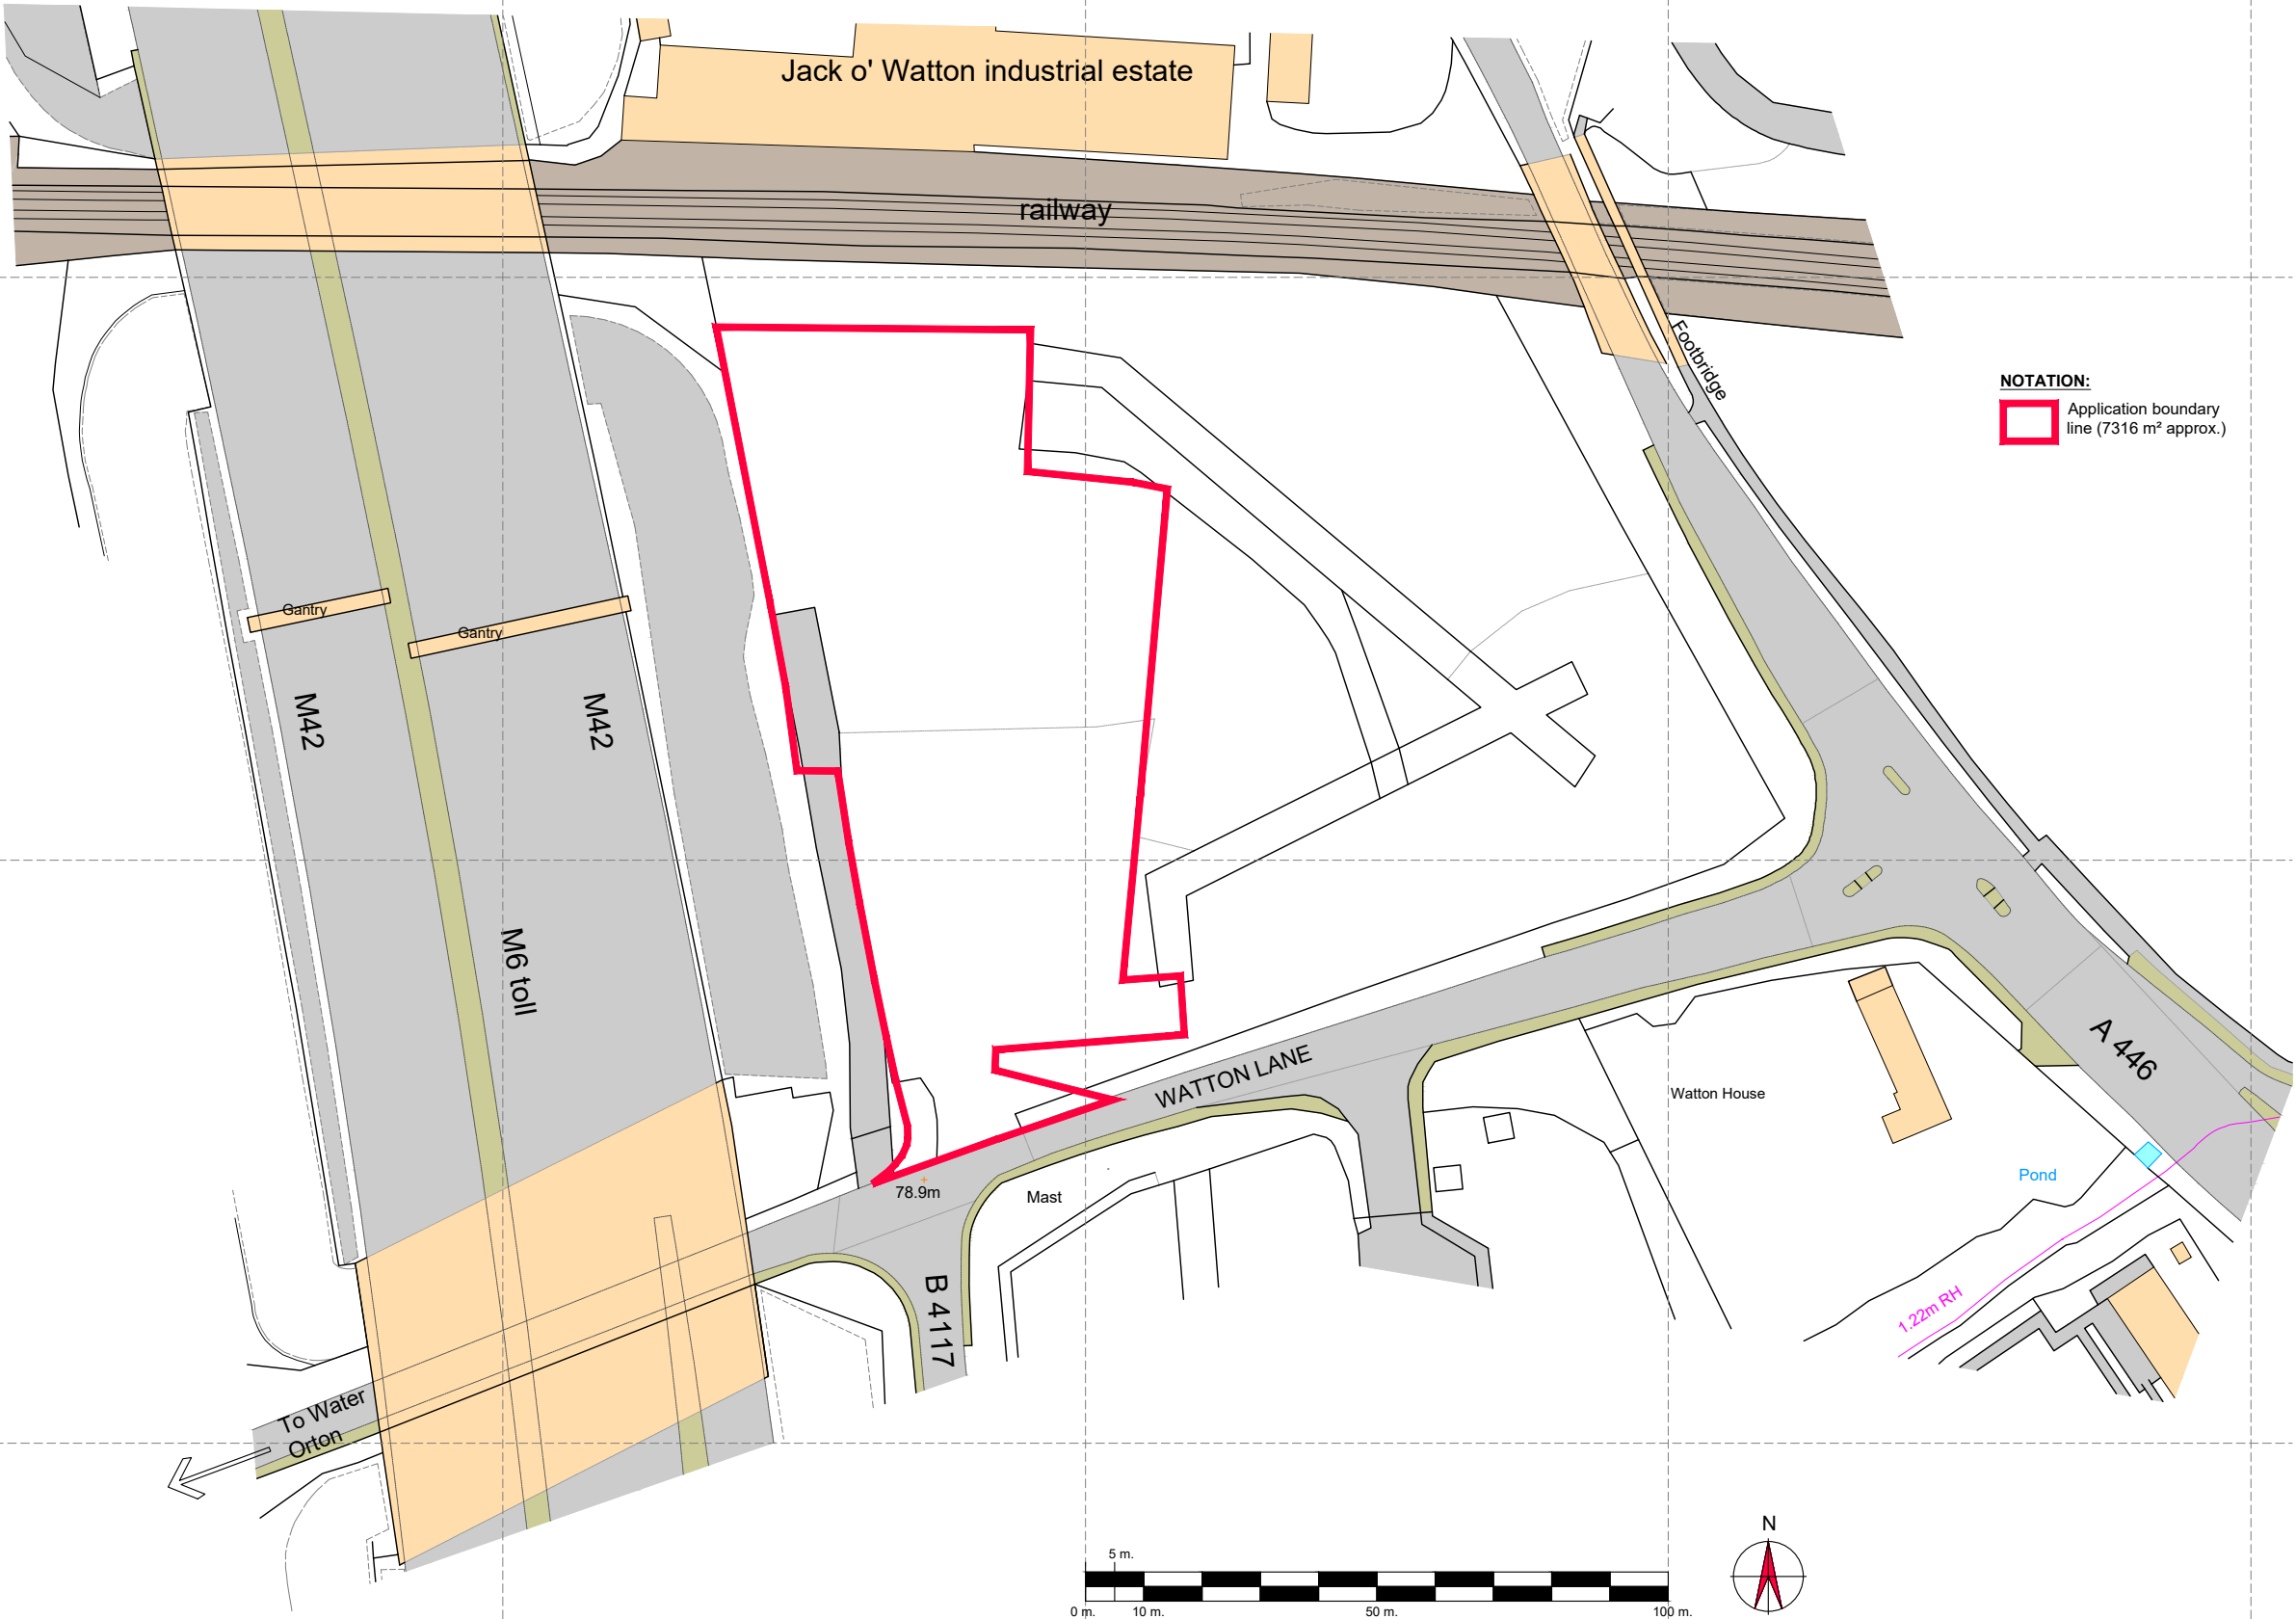 Jack o' Watton industrial estate
railway
Footbridge
NOTATION:
Application boundary
line (7316 m² approx.)
Gantry
Gantry
M42
M42
M6 toll
WATTON LANE
A 446
Watton House
Pond
78.9m
Mast
B 4117
1.22m RH
To Water
Orton
N
5 m.
0 m.
10 m.
50 m.
100 m.